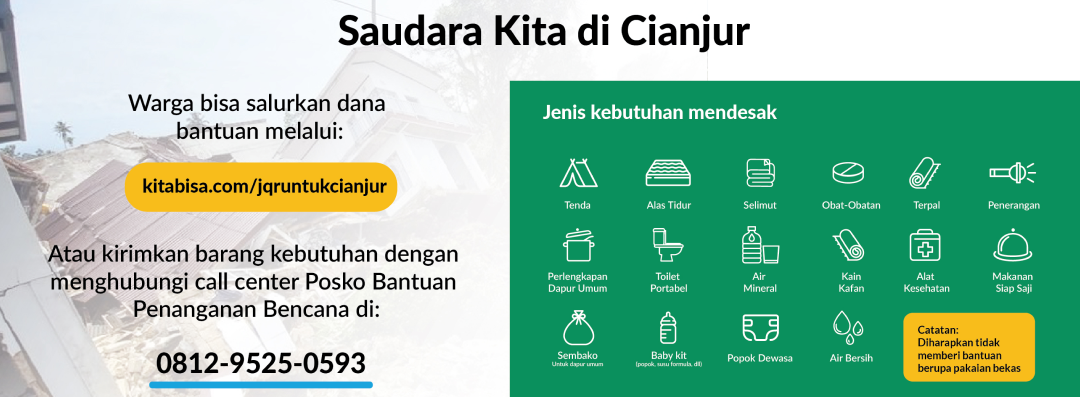 Saudara Kita di Cianjur
Warga bisa salurkan dana
bantuan melalui:
kitabisa.com/jqruntukcianjur
Atau kirimkan barang kebutuhan dengan
menghubungi call center Posko Bantuan
Penanganan Bencana di:
0812-9525-0593
Jenis kebutuhan mendesak
Tenda
Alas Tidur
Selimut
Obat-Obatan
Terpal
Penerangan
Perlengkapan
Dapur Umum
Toilet
Portabel
Air
Mineral
Kain
Kafan
Alat
Kesehatan
Makanan
Siap Saji
Sembako
Untuk dapur umum
Baby kit
(popok, susu formula, dll)
Popok Dewasa
Air Bersih
Catatan:
Diharapkan tidak
memberi bantuan
berupa pakaian bekas